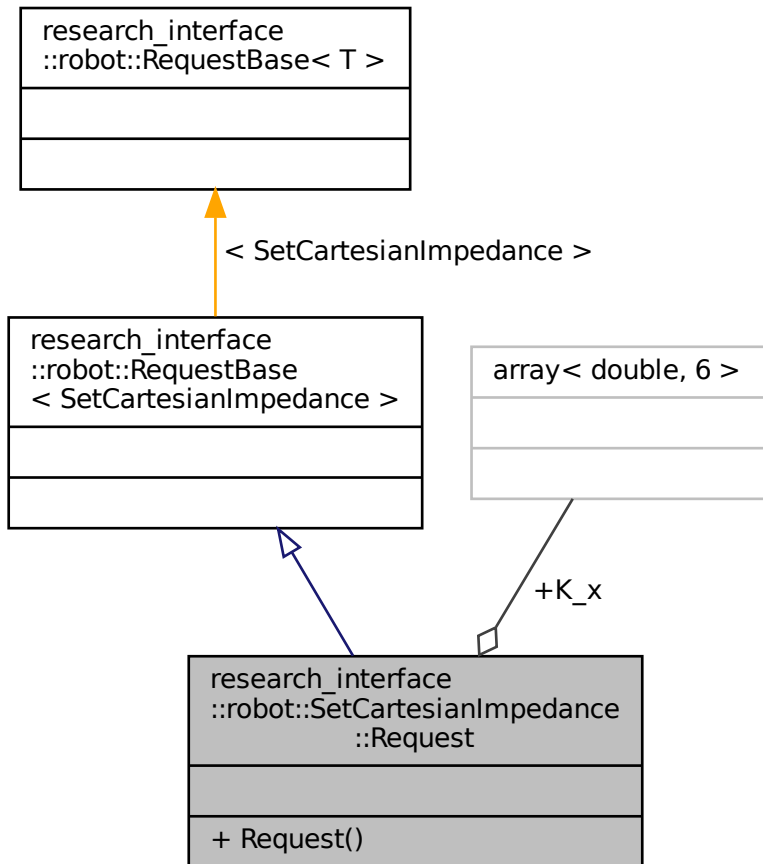 research_interface
::robot::RequestBase< T >
< SetCartesianImpedance >
research_interface
::robot::RequestBase
< SetCartesianImpedance >
array< double, 6 >
+K_x
research_interface
::robot::SetCartesianImpedance
::Request
+ Request()